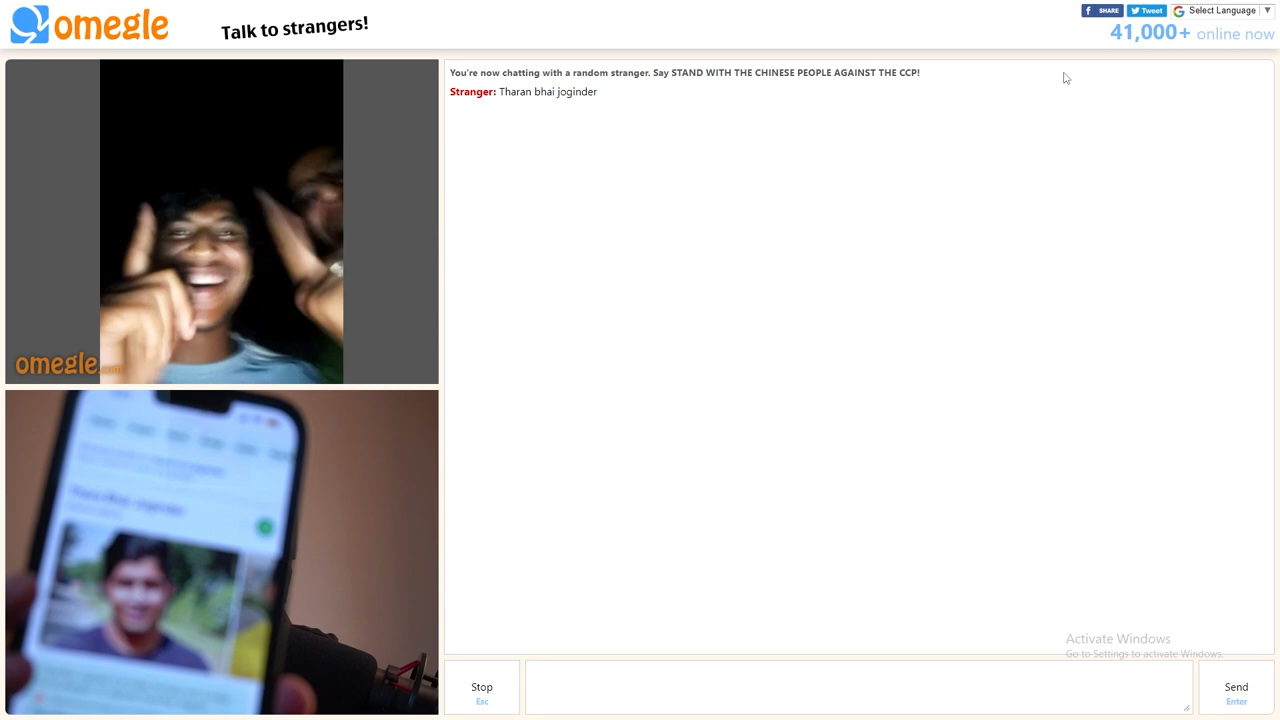 omegle
Talk to strangers!
SHARE
Tweet
Select Language ▼
41,000+ online now
You're now chatting with a random stranger. Say STAND WITH THE CHINESE PEOPLE AGAINST THE CCP!
Stranger: Tharan bhai joginder
omegle.com
Activate Windows
Go to Settings to activate Windows.
Stop
Esc
Send
Enter